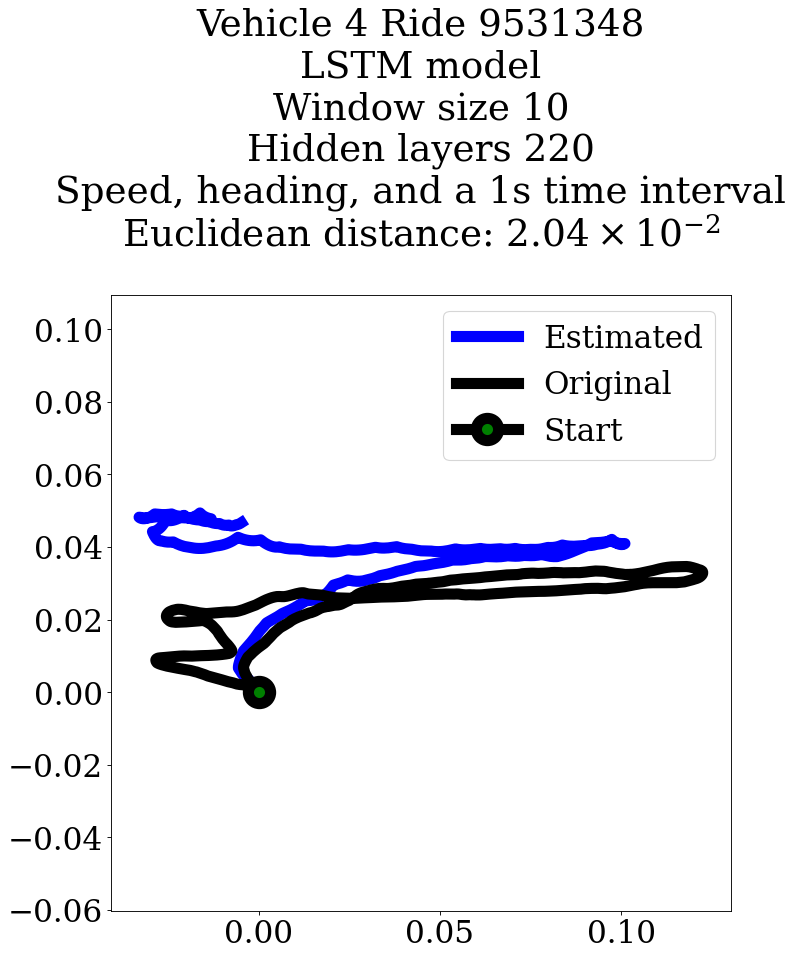 Vehicle 4 Ride 9531348
LSTM model
Window size 10
Hidden layers 220
Speed, heading, and a 1s time interval
Euclidean distance: 2.04 × 10⁻²
Estimated
Original
Start
0.10
0.08
0.06
0.04
0.02
0.00
−0.02
−0.04
−0.06
0.00 0.05 0.10